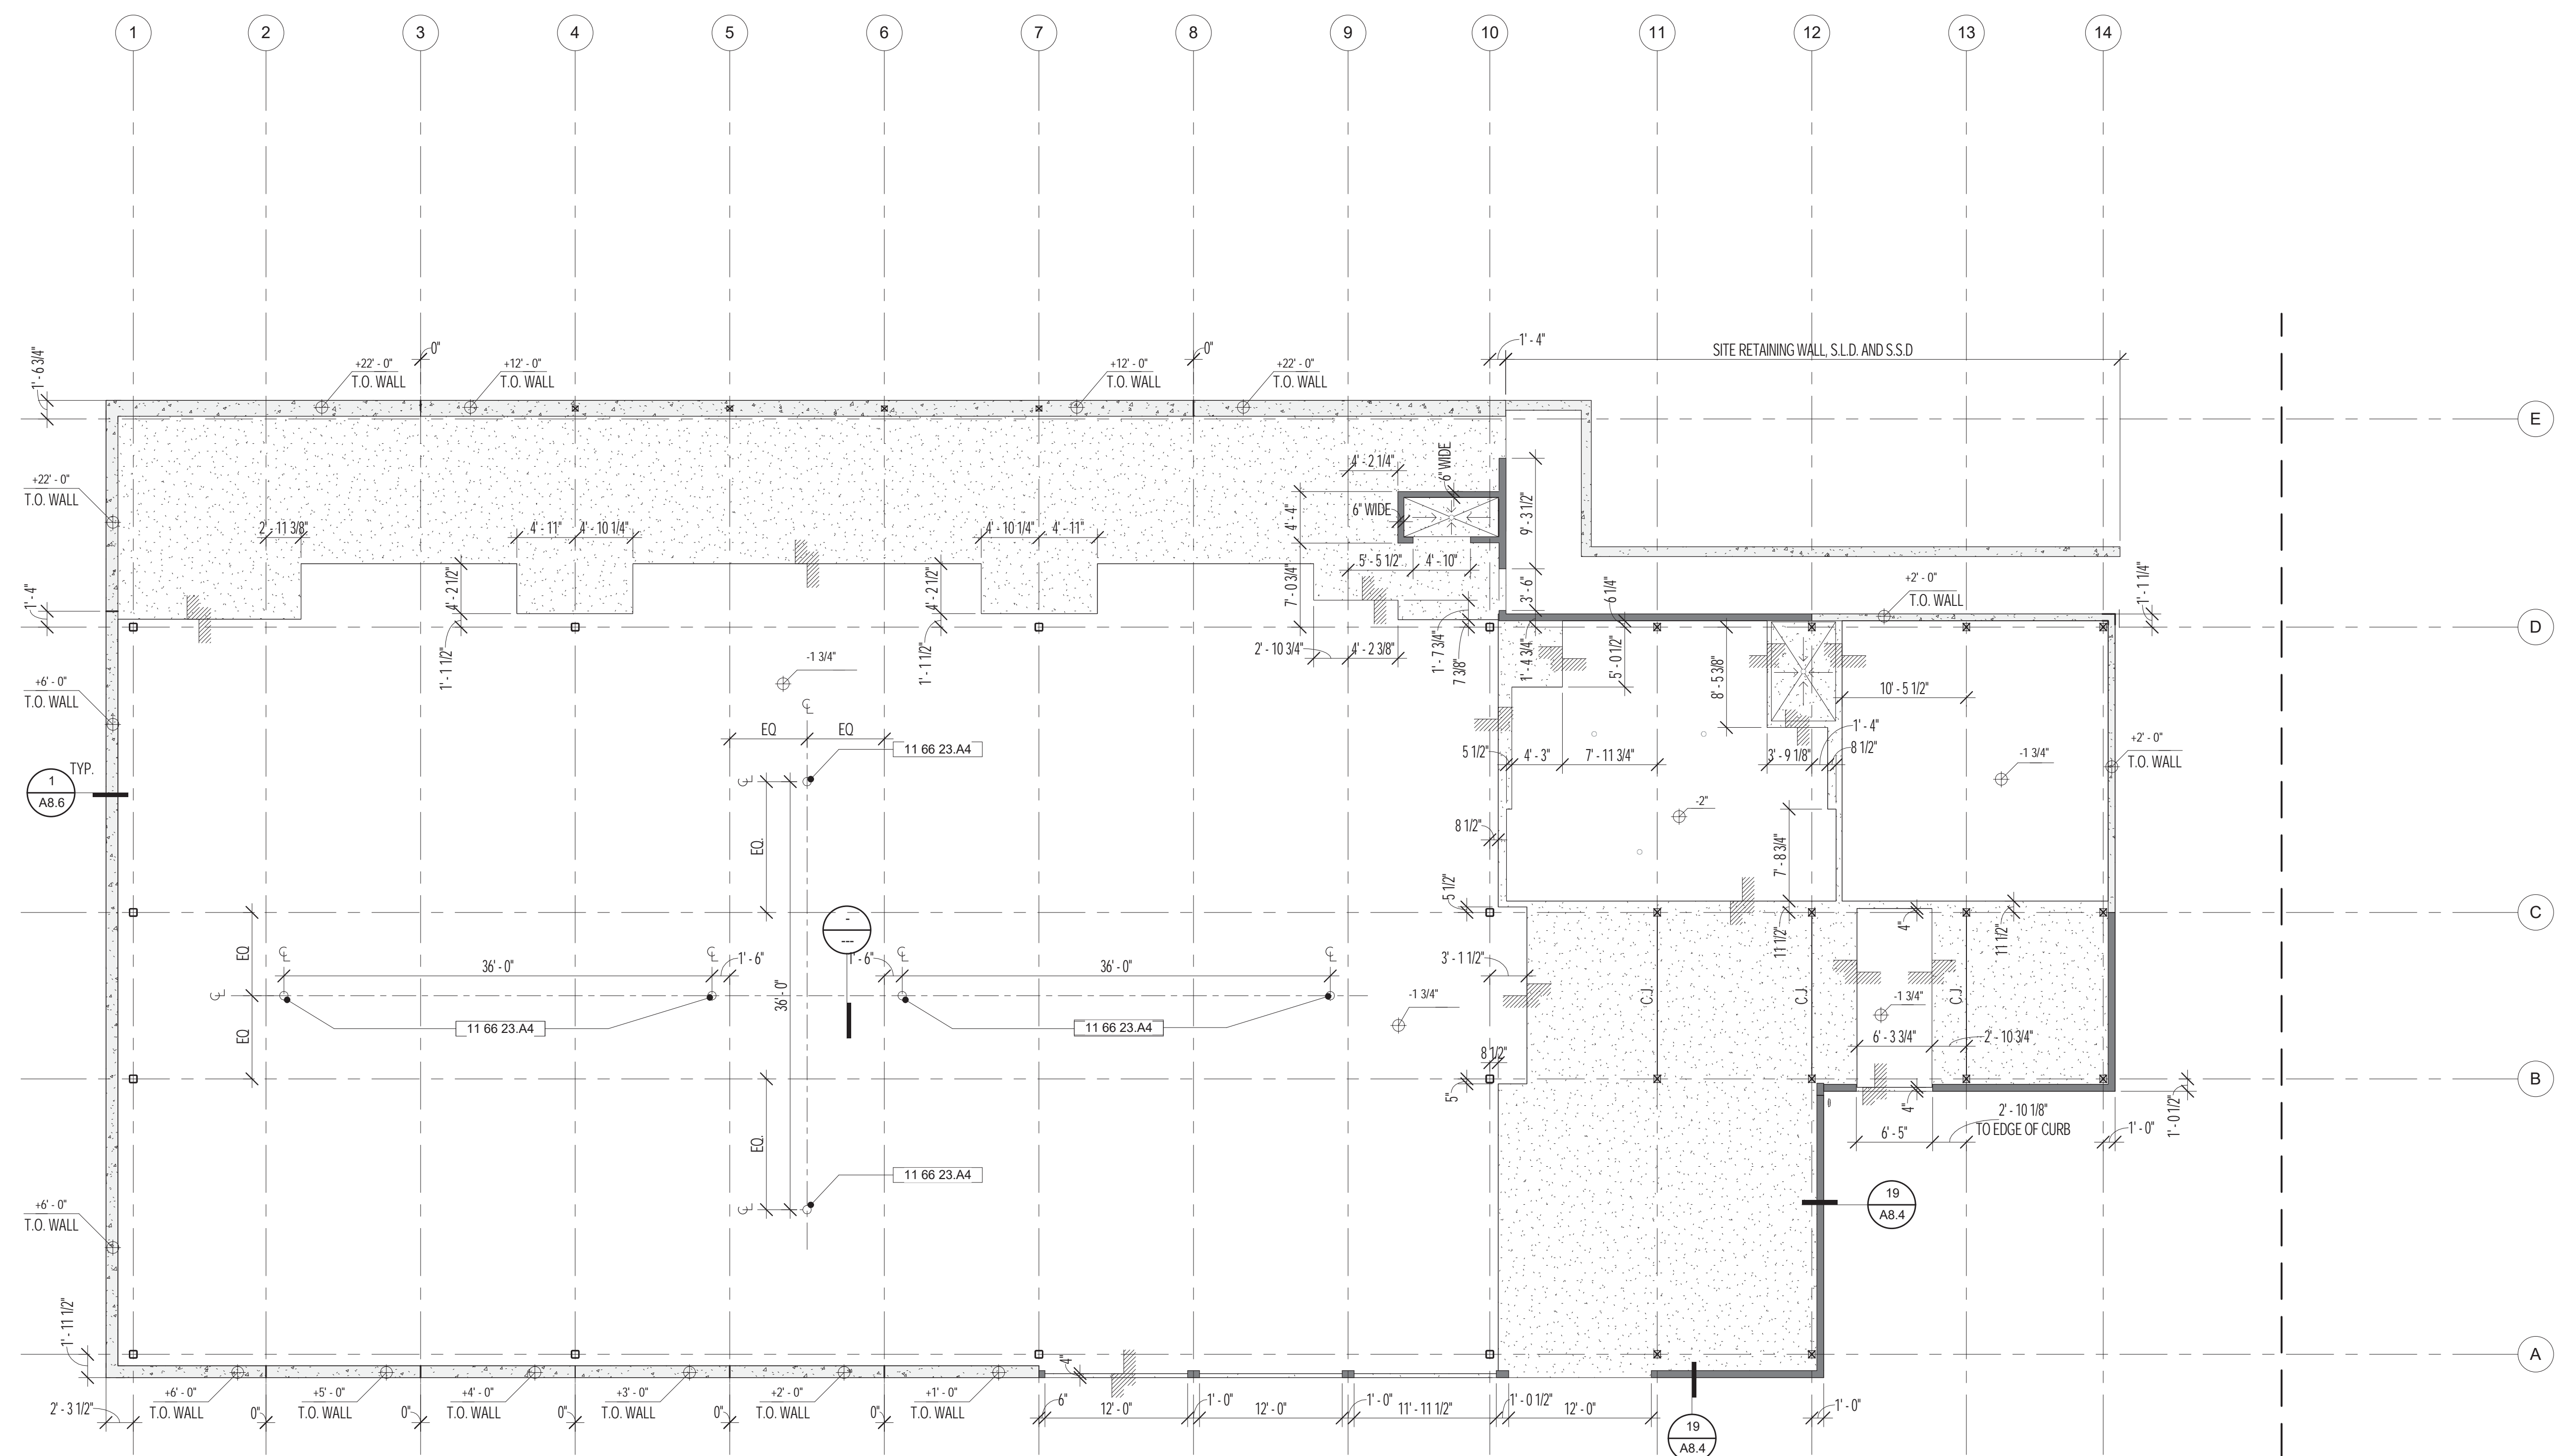 1 2 3 4 5 6 7 8 9 10 11 12 13 14
1' - 4"
SITE RETAINING WALL, S.L.D. AND S.S.D
0"
0"
1' - 6 3/4"
+22' - 0"
T.O. WALL
+12' - 0"
T.O. WALL
+12' - 0"
T.O. WALL
+22' - 0"
T.O. WALL
E
+22' - 0"
T.O. WALL
4' - 2 1/4"
6" WIDE
6" WIDE
4' - 4"
9' - 3 1/2"
2' - 11 3/8"
4' - 11"
4' - 10 1/4"
4' - 10 1/4"
4' - 11"
5' - 5 1/2"
4' - 10"
1' - 4"
4' - 2 1/2"
4' - 2 1/2"
7' - 0 3/4"
3' - 6"
6 1/4"
+2' - 0"
T.O. WALL
1' - 1 1/4"
D
1' - 1 1/2"
1' - 1 1/2"
2' - 10 3/4"
4' - 2 3/8"
1' - 7 3/4"
7 3/8"
1' - 4 3/4"
5' - 0 1/2"
8' - 5 3/8"
10' - 5 1/2"
-1 3/4"
+6' - 0"
T.O. WALL
EQ
EQ
11 66 23.A4
5 1/2"
4' - 3"
7' - 11 3/4"
3' - 9 1/8"
1' - 4"
8 1/2"
-1 3/4"
+2' - 0"
T.O. WALL
TYP.
1
A8.6
-2"
8 1/2"
EQ.
7' - 8 3/4"
5 1/2"
C
-
---
EQ
36' - 0"
1' - 6"
1' - 6"
36' - 0"
36' - 0"
3' - 1 1/2"
11 1/2"
4"
11 1/2"
C.J.
C.J.
C.J.
-1 3/4"
-1 3/4"
11 66 23.A4
11 66 23.A4
EQ
8 1/2"
6' - 3 3/4"
2' - 10 3/4"
B
5"
4"
EQ.
2' - 10 1/8"
TO EDGE OF CURB
6' - 5"
1' - 0"
1' - 0 1/2"
11 66 23.A4
19
A8.4
+6' - 0"
T.O. WALL
1' - 11 1/2"
A
4"
2' - 3 1/2"
+6' - 0"
T.O. WALL
0"
+5' - 0"
T.O. WALL
0"
+4' - 0"
T.O. WALL
0"
+3' - 0"
T.O. WALL
0"
+2' - 0"
T.O. WALL
0"
+1' - 0"
T.O. WALL
6"
12' - 0"
1' - 0"
12' - 0"
1' - 0"
11' - 11 1/2"
1' - 0 1/2"
12' - 0"
1' - 0"
19
A8.4